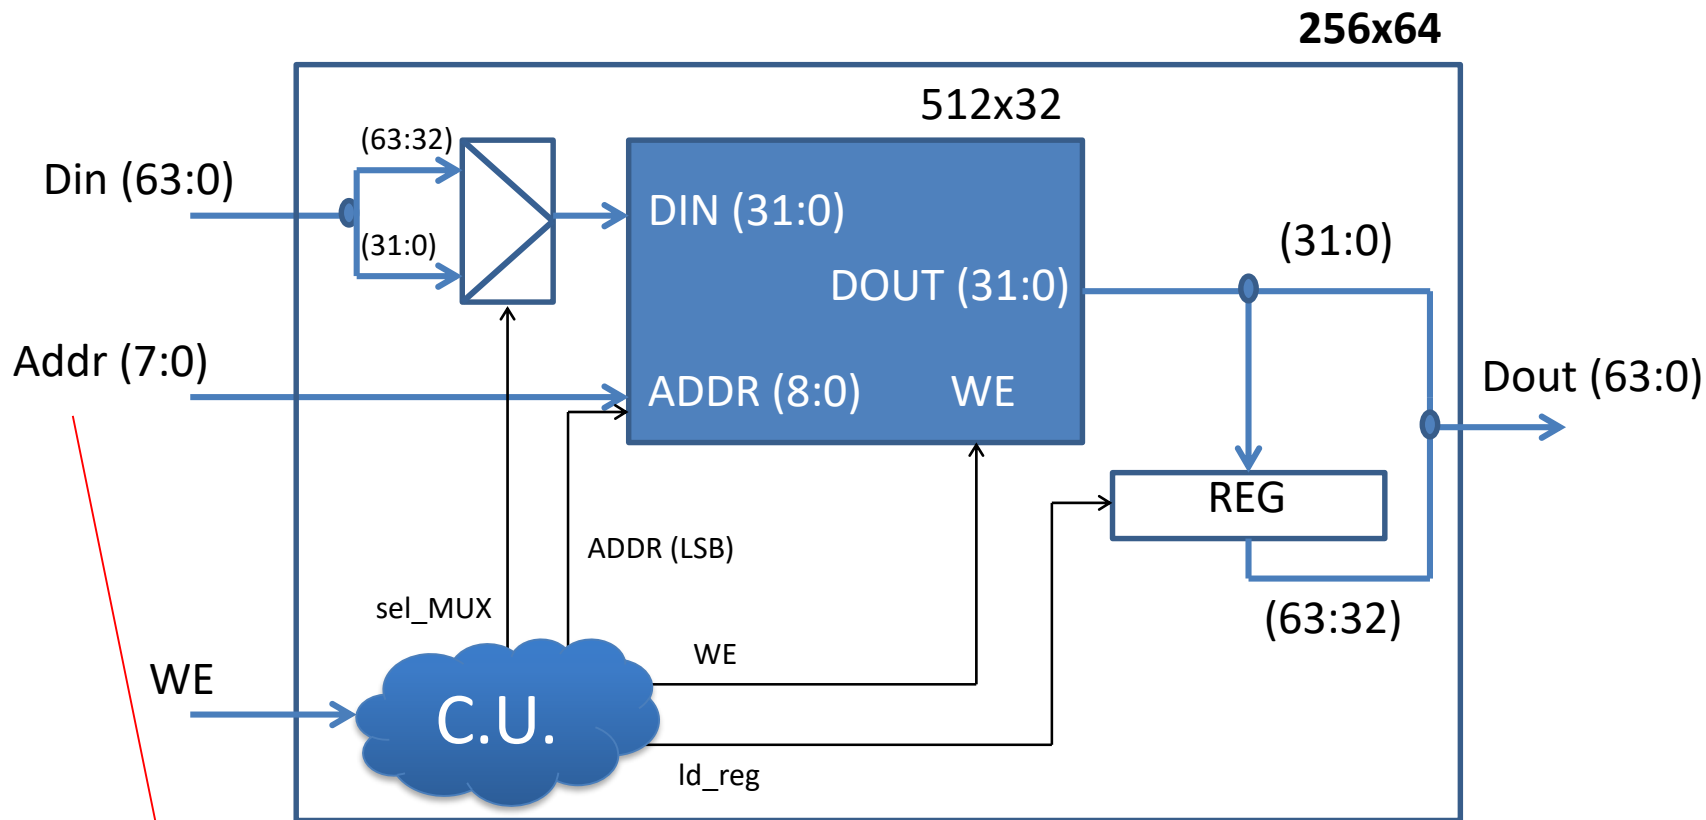 256x64
512x32
(63:32)
Din (63:0)
DIN (31:0)
(31:0)
(31:0)
DOUT (31:0)
Addr (7:0)
ADDR (8:0)
WE
Dout (63:0)
REG
ADDR (LSB)
sel_MUX
(63:32)
WE
WE
C.U.
ld_reg